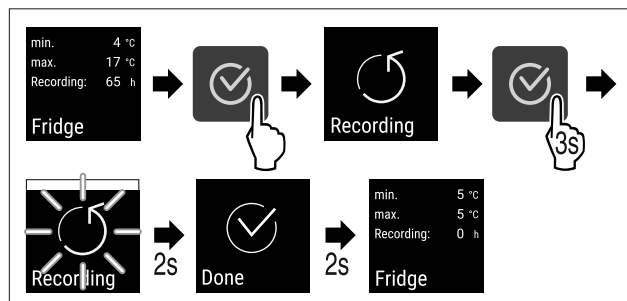 min. 4 °C
max. 17 °C
Recording: 65 h
Fridge
Recording
3s
Recording
2s
Done
2s
min. 5 °C
max. 5 °C
Recording: 0 h
Fridge